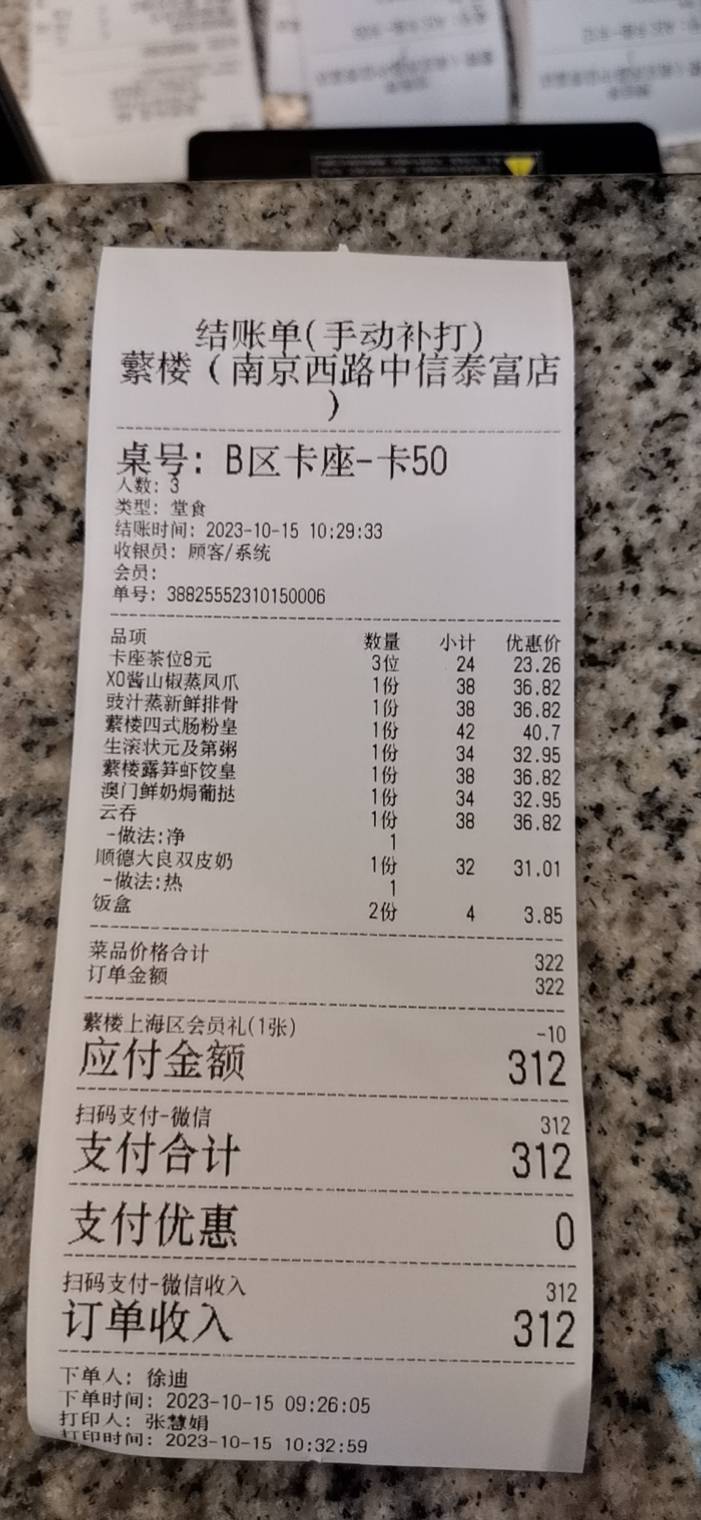 结账单(手动补打)
蘩楼（南京西路中信泰富店
）
桌号: B区卡座-卡50
人数: 3
类型: 堂食
结账时间: 2023-10-15 10:29:33
收银员: 顾客/系统
会员:
单号: 38825552310150006
品项 数量 小计 优惠价
卡座茶位8元 3位 24 23.26
XO酱山椒蒸凤爪 1份 38 36.82
豉汁蒸新鲜排骨 1份 38 36.82
蘩楼四式肠粉皇 1份 42 40.7
生滚状元及第粥 1份 34 32.95
蘩楼露笋虾饺皇 1份 38 36.82
澳门鲜奶焗葡挞 1份 34 32.95
云吞 1份 38 36.82
-做法:净 1
顺德大良双皮奶 1份 32 31.01
-做法:热 1
饭盒 2份 4 3.85
菜品价格合计 322
订单金额 322
蘩楼上海区会员礼(1张) -10
应付金额 312
扫码支付-微信 312
支付合计 312
支付优惠 0
扫码支付-微信收入 312
订单收入 312
下单人: 徐迪
下单时间: 2023-10-15 09:26:05
打印人: 张慧娟
打印时间: 2023-10-15 10:32:59